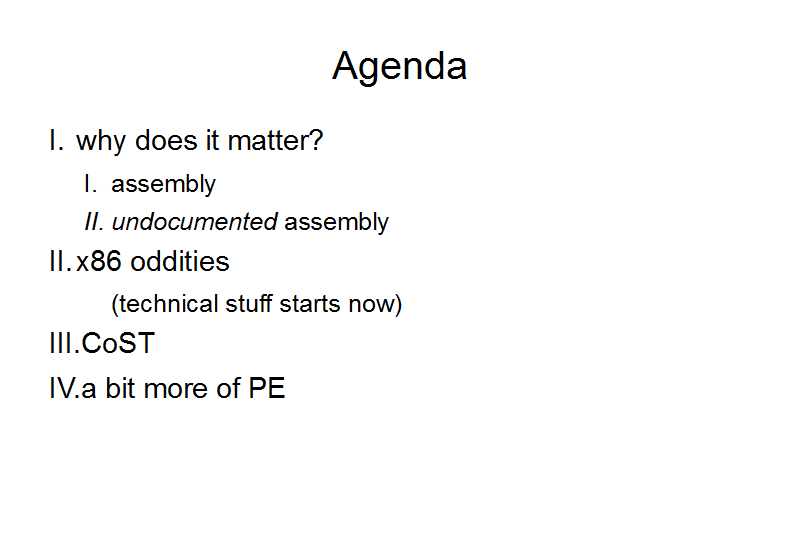 Agenda
I. why does it matter?
I. assembly
II. undocumented assembly
II. x86 oddities
(technical stuff starts now)
III.CoST
IV.a bit more of PE